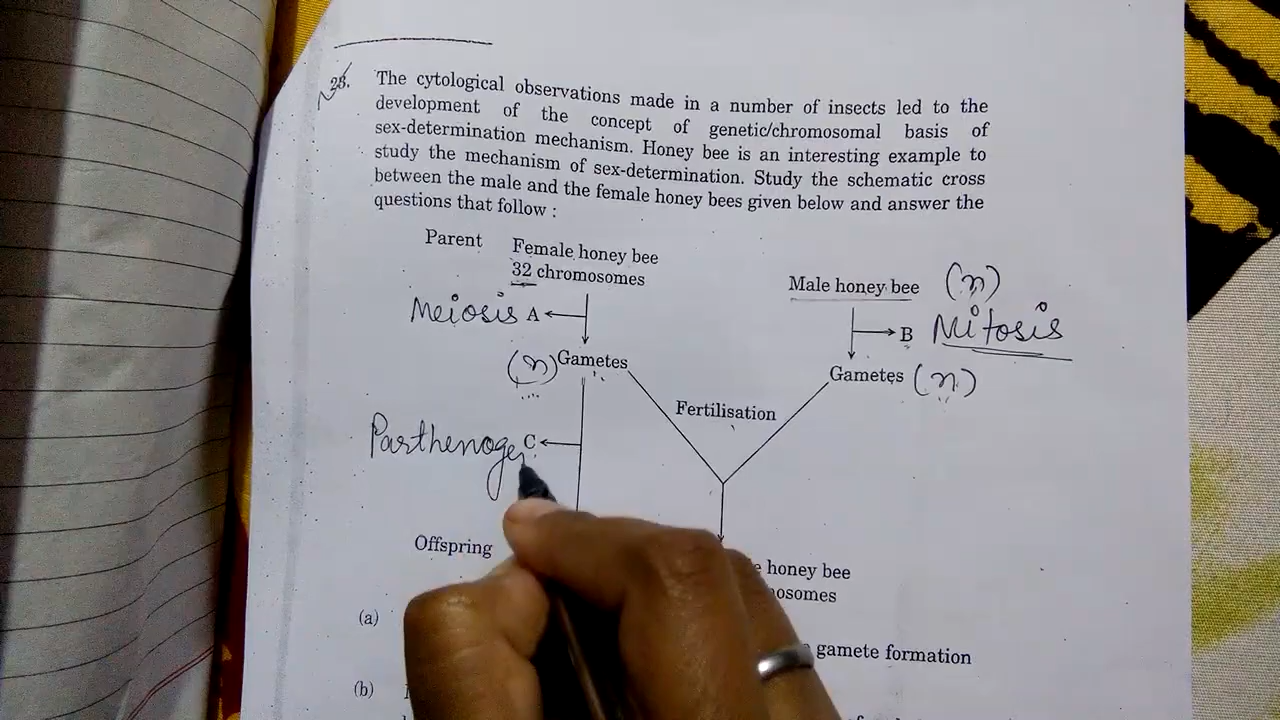 28.
The cytological observations made in a number of insects led to the
development of the concept of genetic/chromosomal basis of
sex-determination mechanism. Honey bee is an interesting example to
study the mechanism of sex-determination. Study the schematic cross
between the male and the female honey bees given below and answer the
questions that follow :
Parent Female honey bee
32 chromosomes
Male honey bee (n)
Meiosis A
B Mitosis
(n) Gametes
Gametes (n)
Fertilisation
Parthenoge C
Offspring
honey bee
(a)
gamete formation
(b)